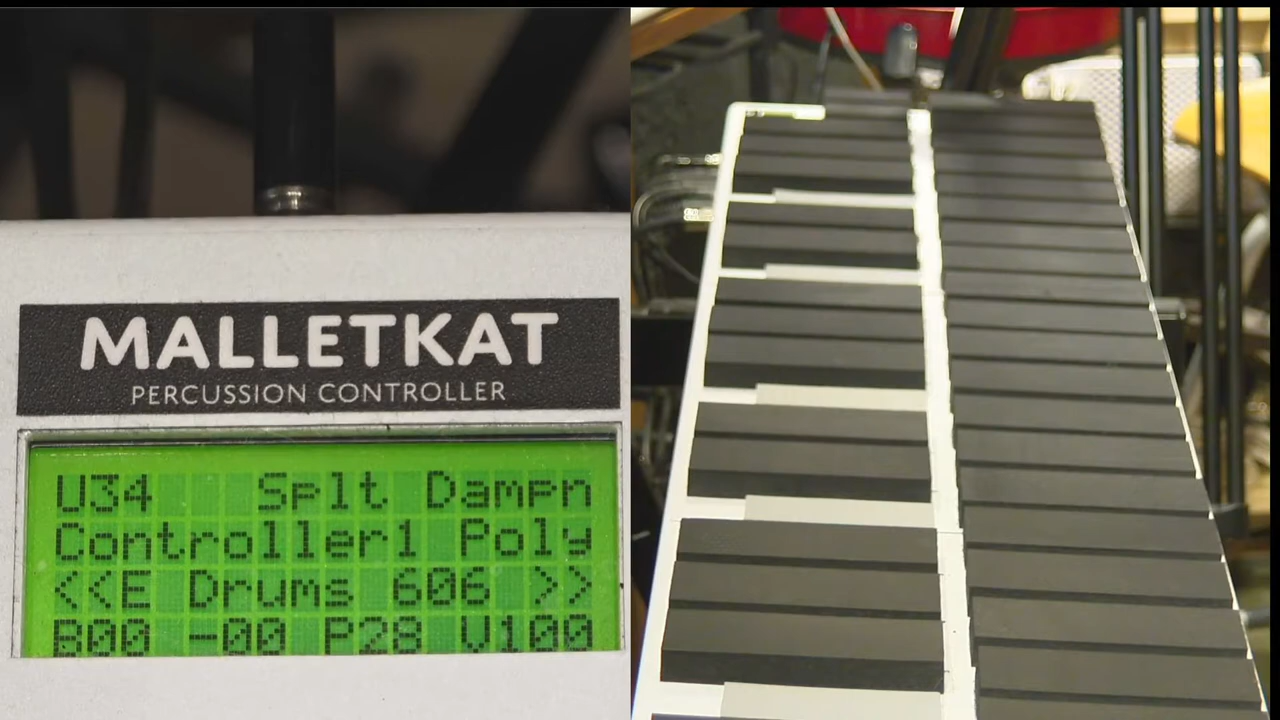 MALLETKAT
PERCUSSION CONTROLLER
U34 Splt Dampn
Controller1 Poly
<<E Drums 606 >>
B00 -00 P28 V100